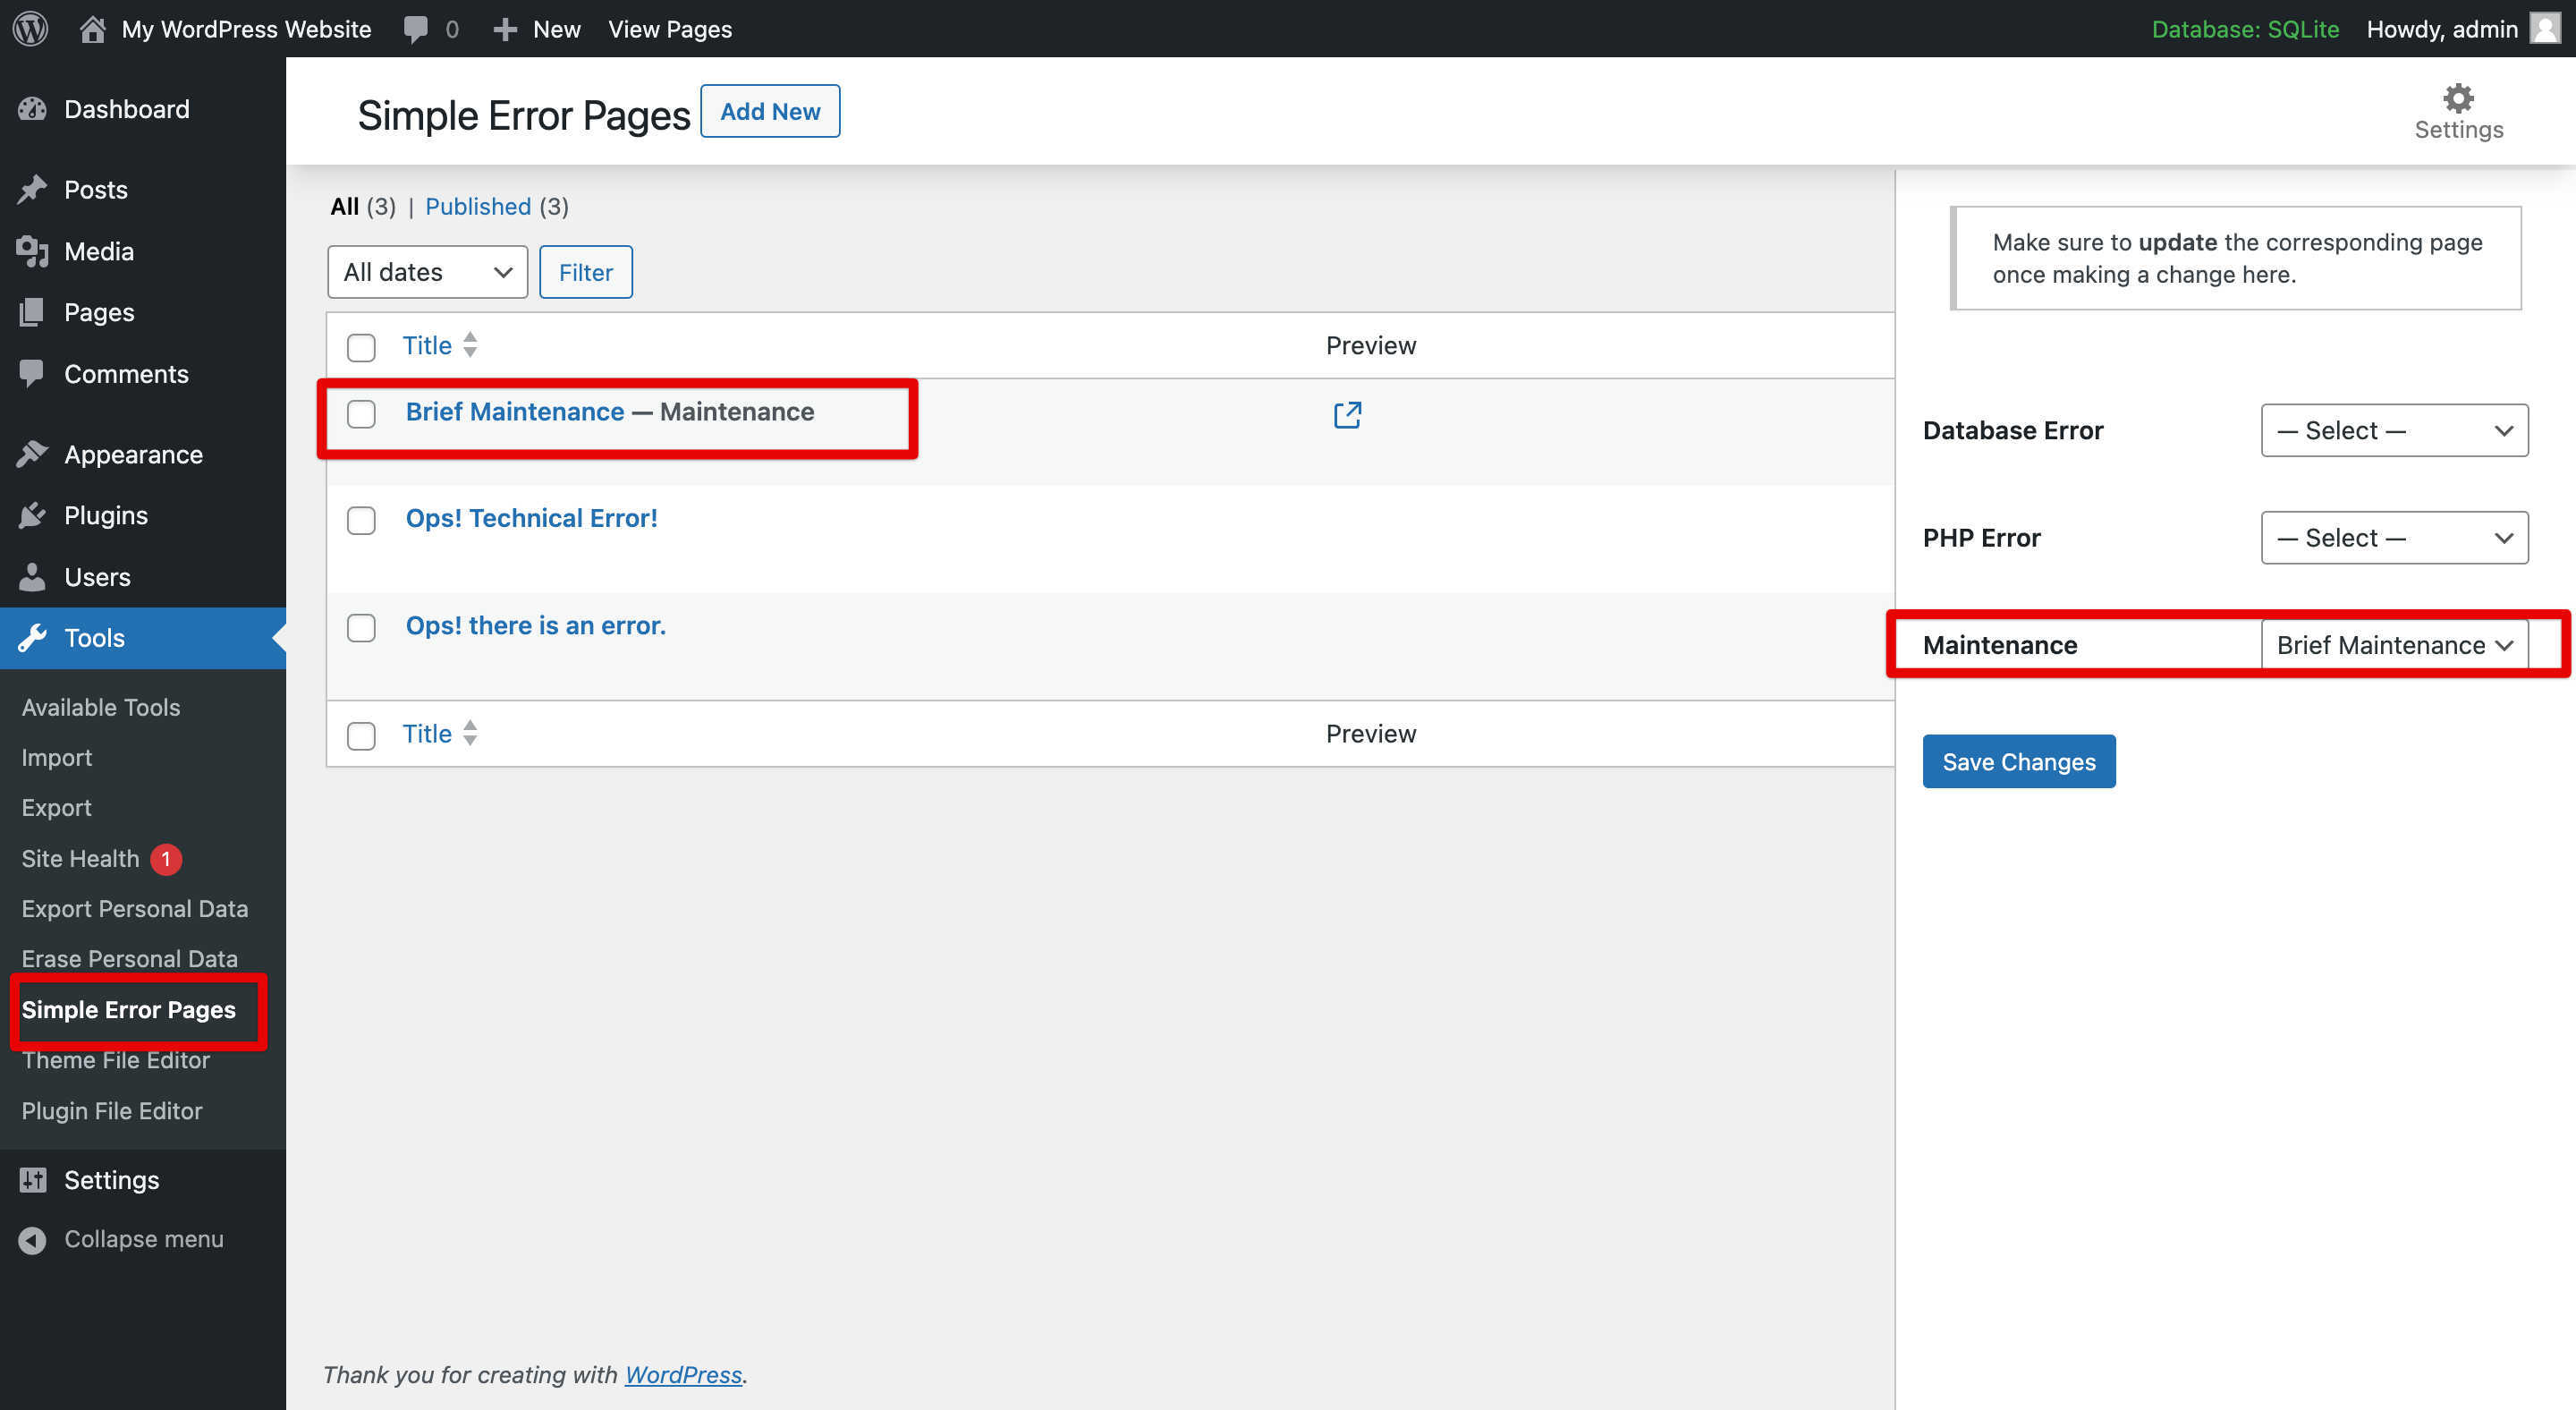 My WordPress Website 0 New View Pages Database: SQLite Howdy, admin
Dashboard
Posts
Media
Pages
Comments
Appearance
Plugins
Users
Tools
Available Tools
Import
Export
Site Health 1
Export Personal Data
Erase Personal Data
Simple Error Pages
Theme File Editor
Plugin File Editor
Settings
Collapse menu
Simple Error Pages Add New
Settings
All (3) | Published (3)
All dates Filter
Title Preview
Brief Maintenance — Maintenance
Ops! Technical Error!
Ops! there is an error.
Title Preview
Make sure to update the corresponding page
once making a change here.
Database Error — Select —
PHP Error — Select —
Maintenance Brief Maintenance
Save Changes
Thank you for creating with WordPress.